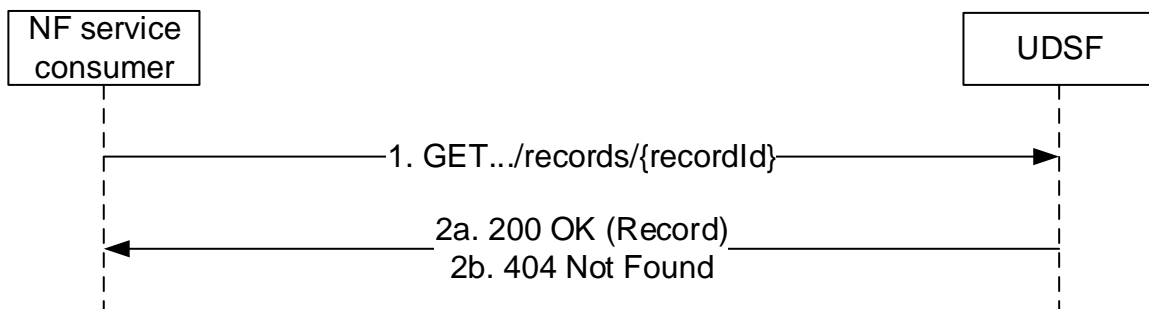 NF service
consumer
UDSF
1. GET.../records/{recordId}
2a. 200 OK (Record)
2b. 404 Not Found